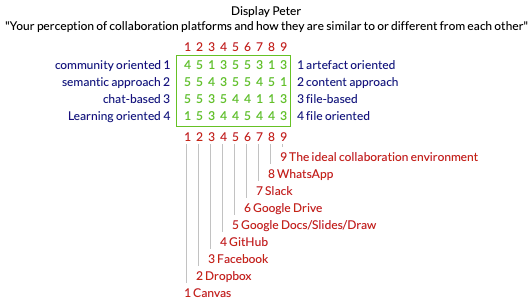 Display Peter
"Your perception of collaboration platforms and how they are similar to or different from each other"
1 2 3 4 5 6 7 8 9
community oriented 1 4 5 1 3 5 5 3 1 3 1 artefact oriented
semantic approach 2 5 5 4 3 5 5 4 5 1 2 content approach
chat-based 3 5 5 3 5 4 4 1 1 3 3 file-based
Learning oriented 4 1 5 3 4 4 5 4 4 3 4 file oriented
1 2 3 4 5 6 7 8 9
9 The ideal collaboration environment
8 WhatsApp
7 Slack
6 Google Drive
5 Google Docs/Slides/Draw
4 GitHub
3 Facebook
2 Dropbox
1 Canvas